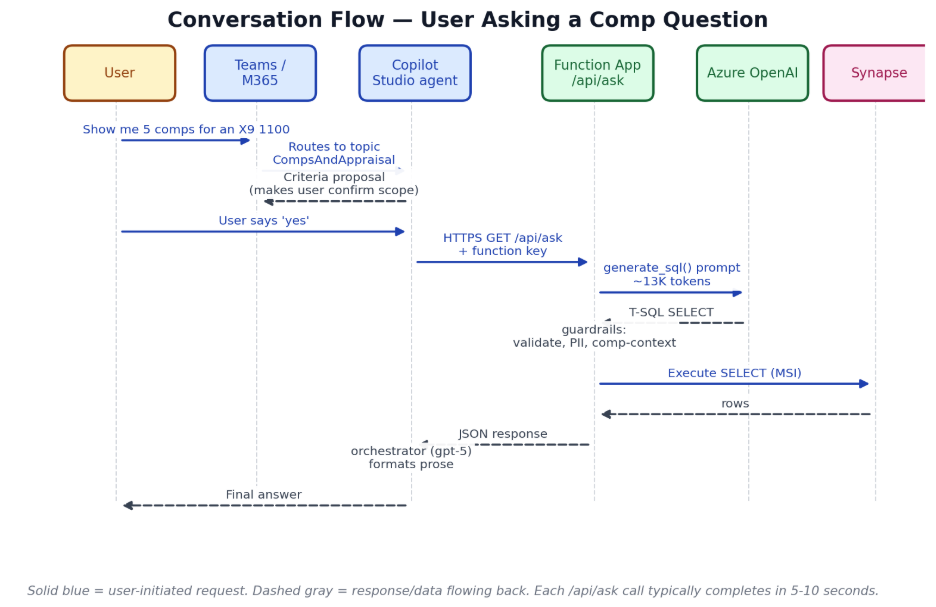 Conversation Flow — User Asking a Comp Question
User
Teams /
M365
Copilot
Studio agent
Function App
/api/ask
Azure OpenAI
Synapse
Show me 5 comps for an X9 1100
Routes to topic
CompsAndAppraisal
Criteria proposal
(makes user confirm scope)
User says 'yes'
HTTPS GET /api/ask
+ function key
generate_sql() prompt
~13K tokens
T-SQL SELECT
guardrails:
validate, PII, comp-context
Execute SELECT (MSI)
rows
JSON response
orchestrator (gpt-5)
formats prose
Final answer
Solid blue = user-initiated request. Dashed gray = response/data flowing back. Each /api/ask call typically completes in 5-10 seconds.